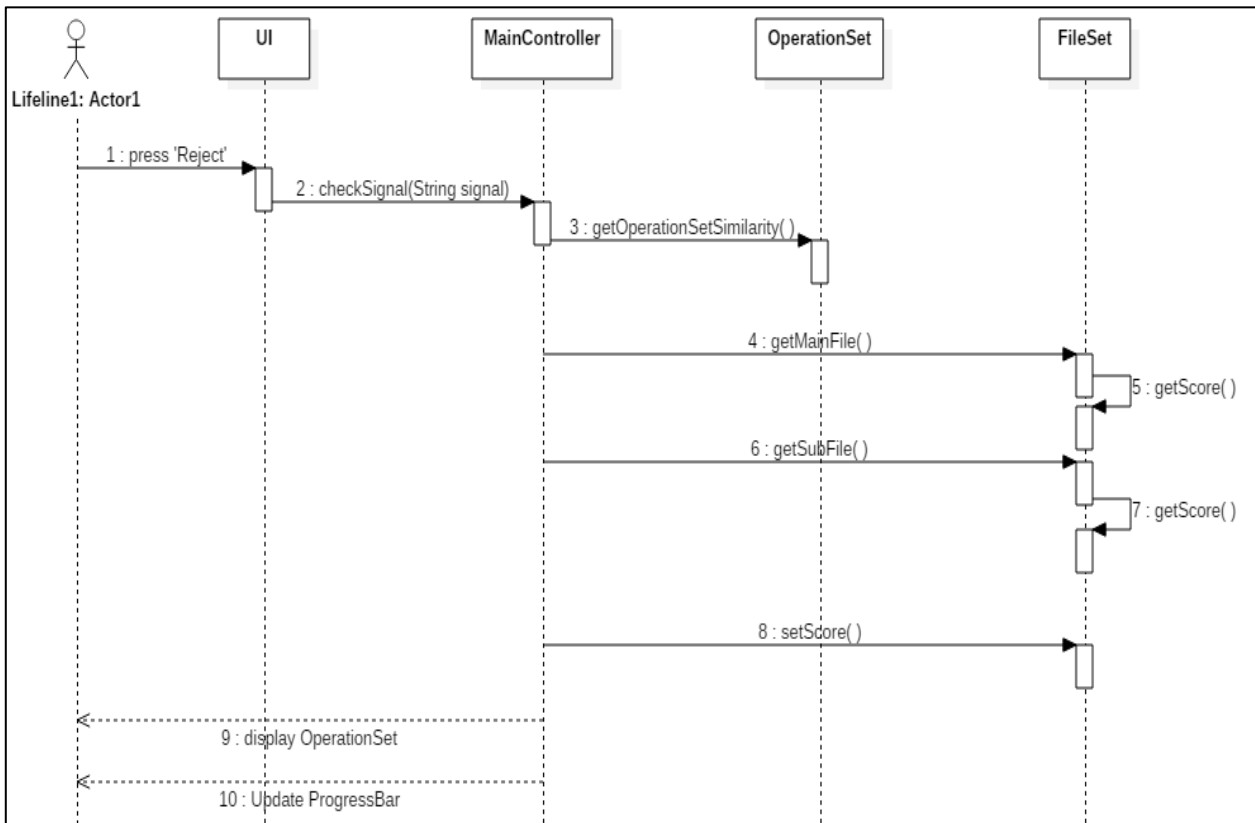 UI
MainController
OperationSet
FileSet
Lifeline1: Actor1
1 : press 'Reject'
2 : checkSignal(String signal)
3 : getOperationSetSimilarity( )
4 : getMainFile( )
5 : getScore( )
6 : getSubFile( )
7 : getScore( )
8 : setScore( )
9 : display OperationSet
10 : Update ProgressBar